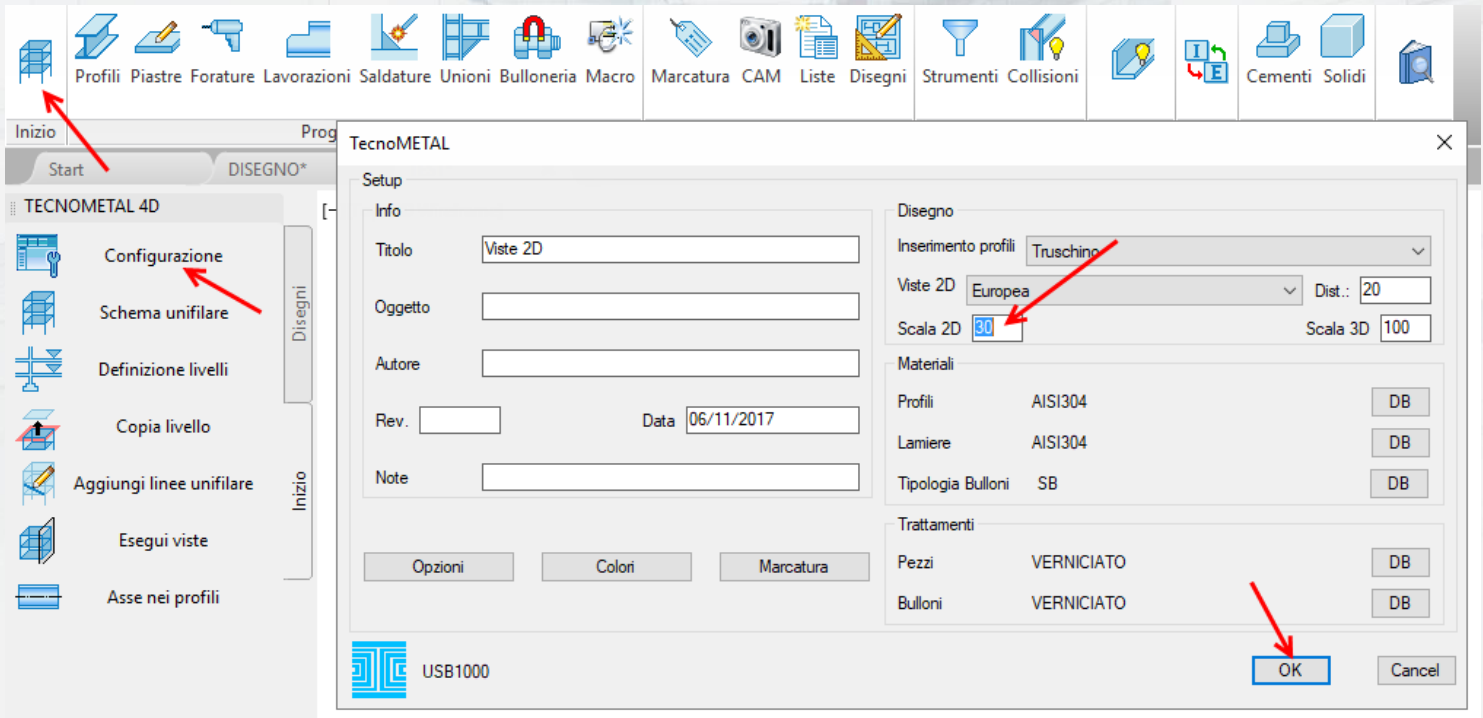 Profili Piastre Forature Lavorazioni Saldature Unioni Bulloneria Macro Marcatura CAM Liste Disegni Strumenti Collisioni Cementi Solidi
Inizio
Prog
Start
DISEGNO*
TECNOMETAL 4D
[-
Configurazione
Schema unifilare
Definizione livelli
Copia livello
Aggiungi linee unifilare
Esegui viste
Asse nei profili
Disegni
Inizio
TecnoMETAL
Setup
Info
Titolo Viste 2D
Oggetto
Autore
Rev. Data 06/11/2017
Note
Opzioni Colori Marcatura
Disegno
Inserimento profili Truschino
Viste 2D Europea Dist.: 20
Scala 2D 30 Scala 3D 100
Materiali
Profili AISI304 DB
Lamiere AISI304 DB
Tipologia Bulloni SB DB
Trattamenti
Pezzi VERNICIATO DB
Bulloni VERNICIATO DB
USB1000
OK Cancel